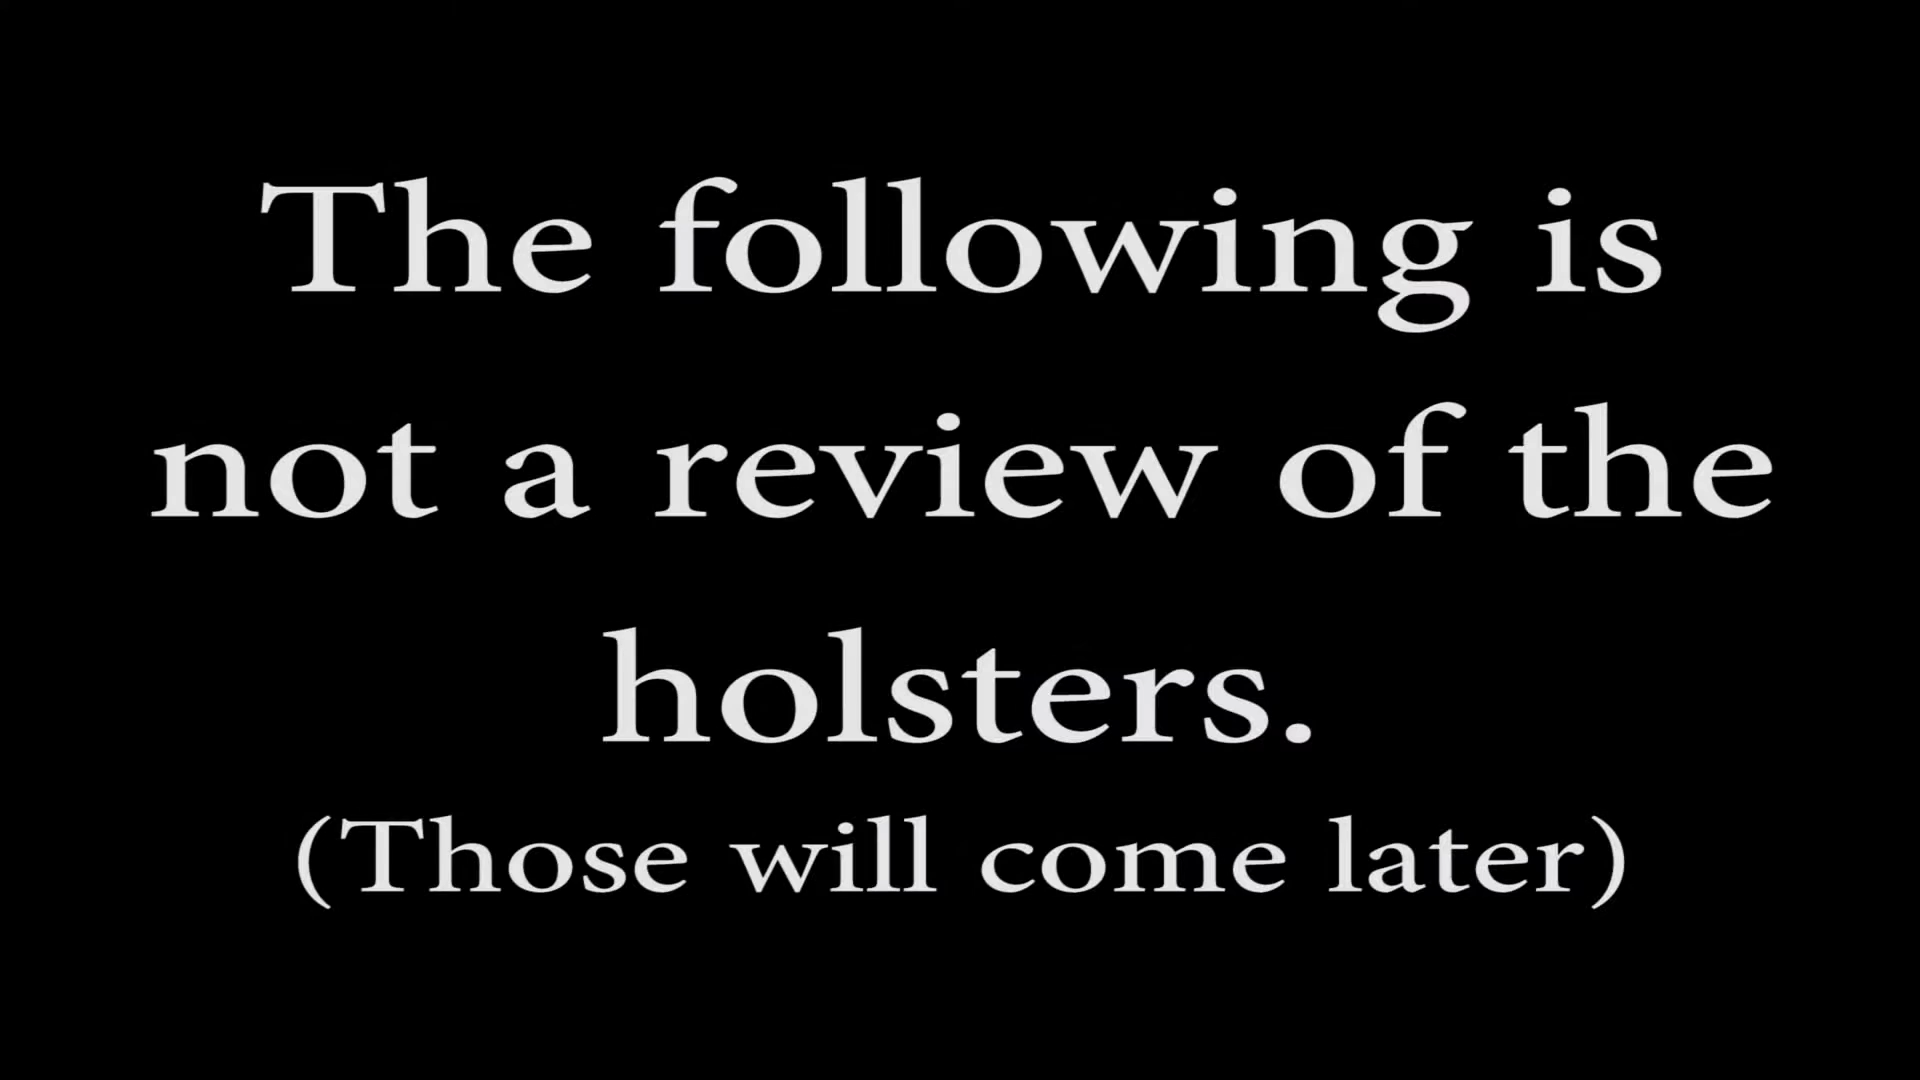 The following is
not a review of the
holsters.
(Those will come later)